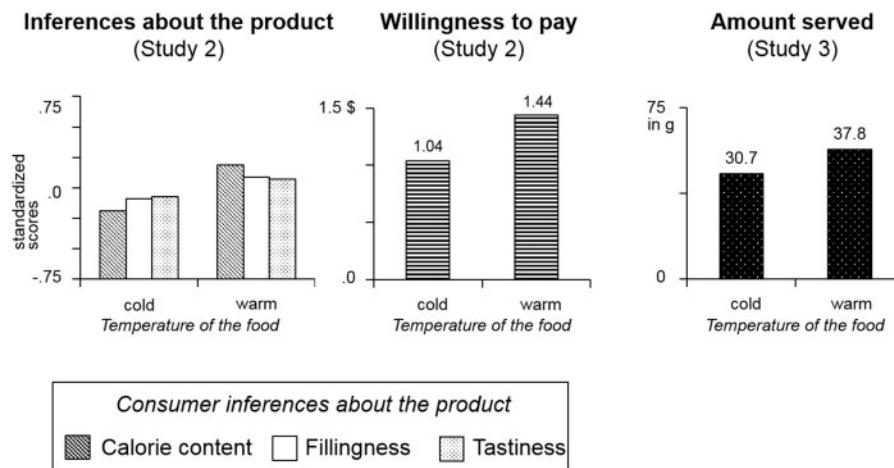 Inferences about the product
(Study 2)
.75
.0
-.75
standardized
scores
cold
warm
Temperature of the food
Willingness to pay
(Study 2)
1.5 $
1.04
1.44
.0
cold
warm
Temperature of the food
Amount served
(Study 3)
75
in g
30.7
37.8
0
cold
warm
Temperature of the food
Consumer inferences about the product
Calorie content
Fillingness
Tastiness